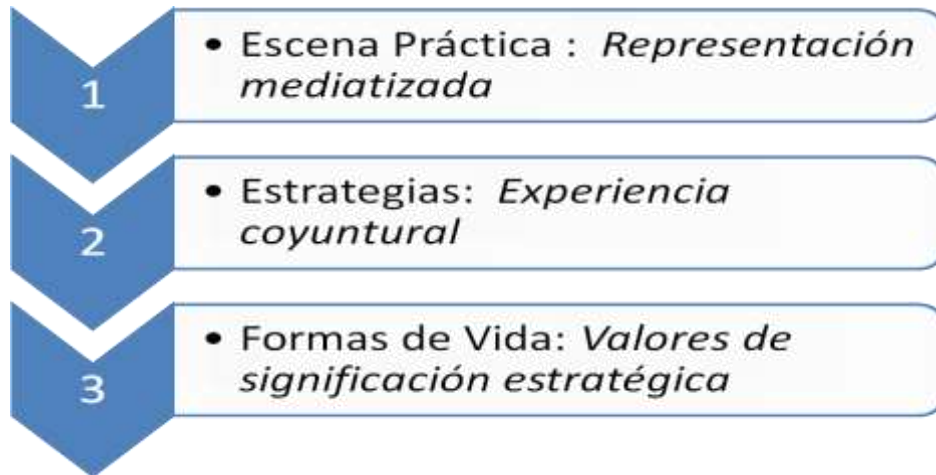 1
• Escena Práctica : Representación
mediatizada
2
• Estrategias: Experiencia
coyuntural
3
• Formas de Vida: Valores de
significación estratégica